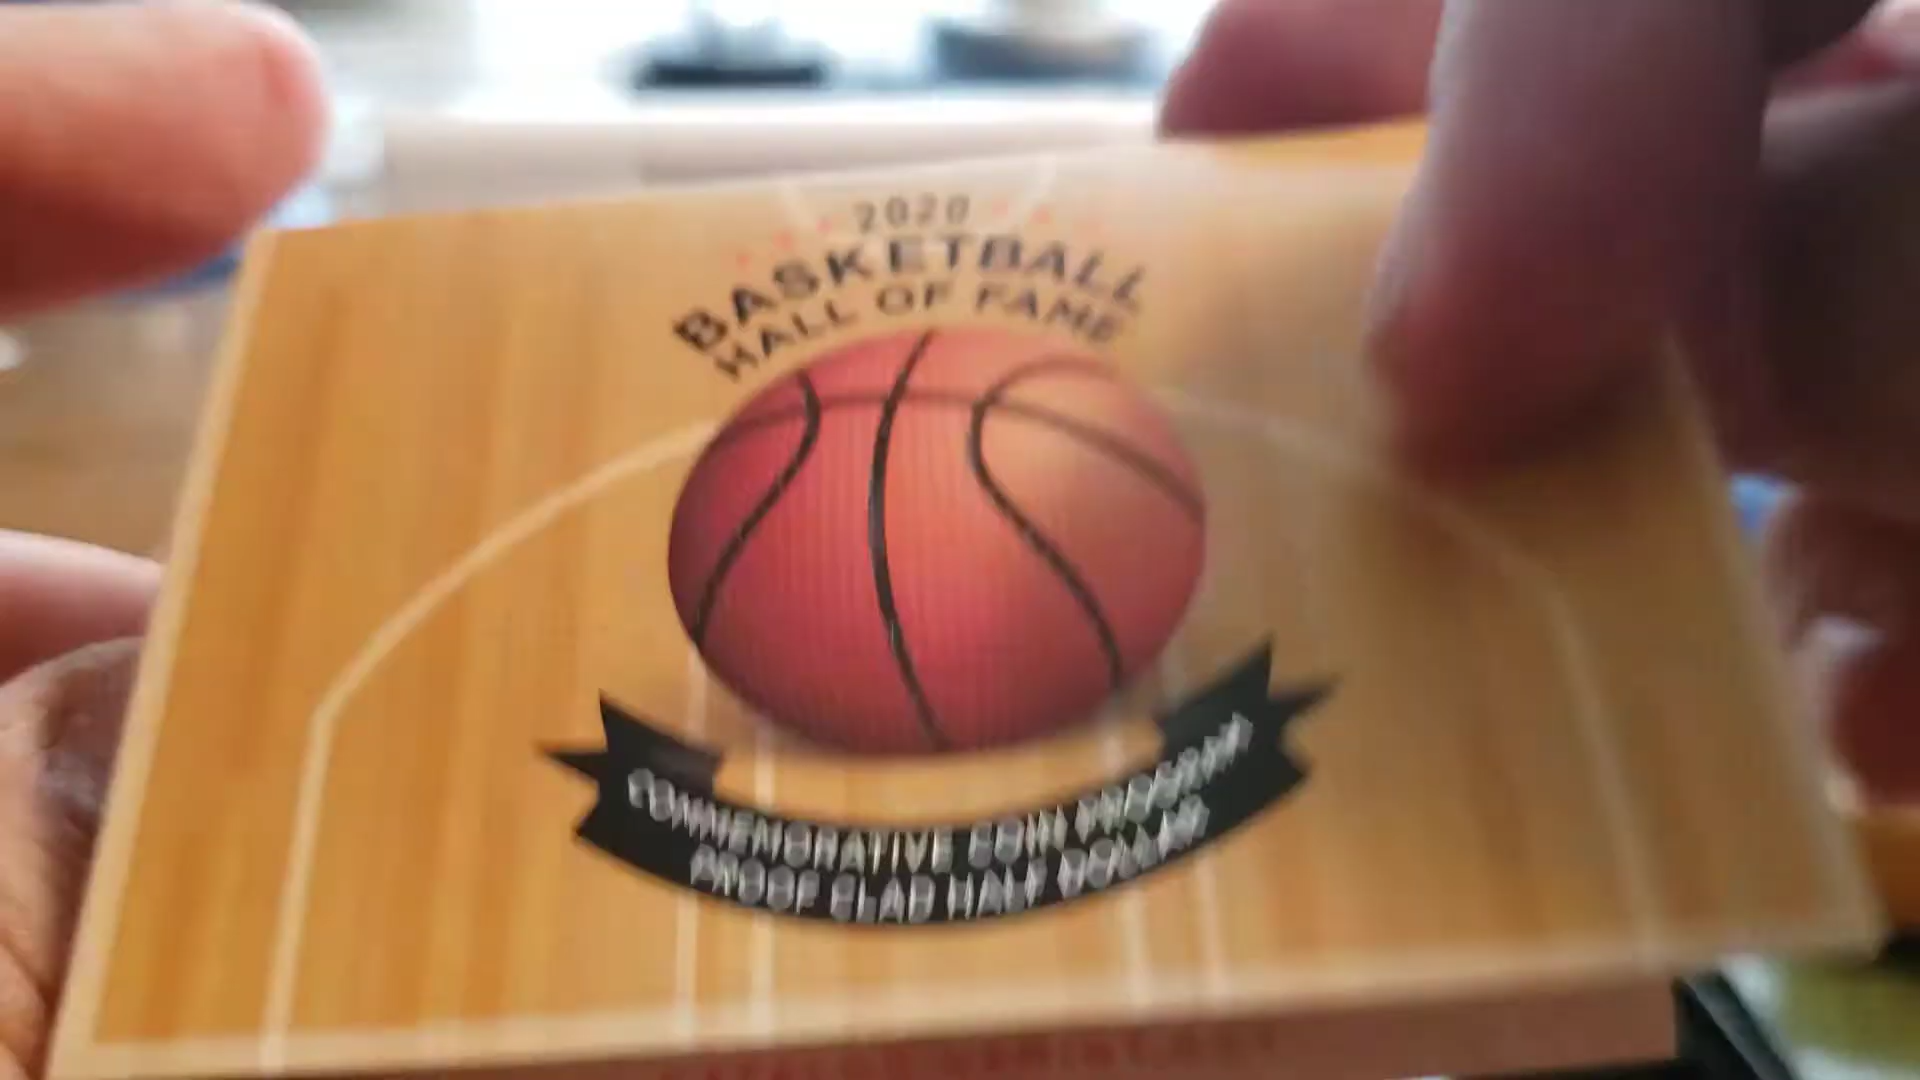 2020
BASKETBALL
HALL OF FAME
COMMEMORATIVE COIN PROGRAM
PROOF CLAD HALF DOLLAR